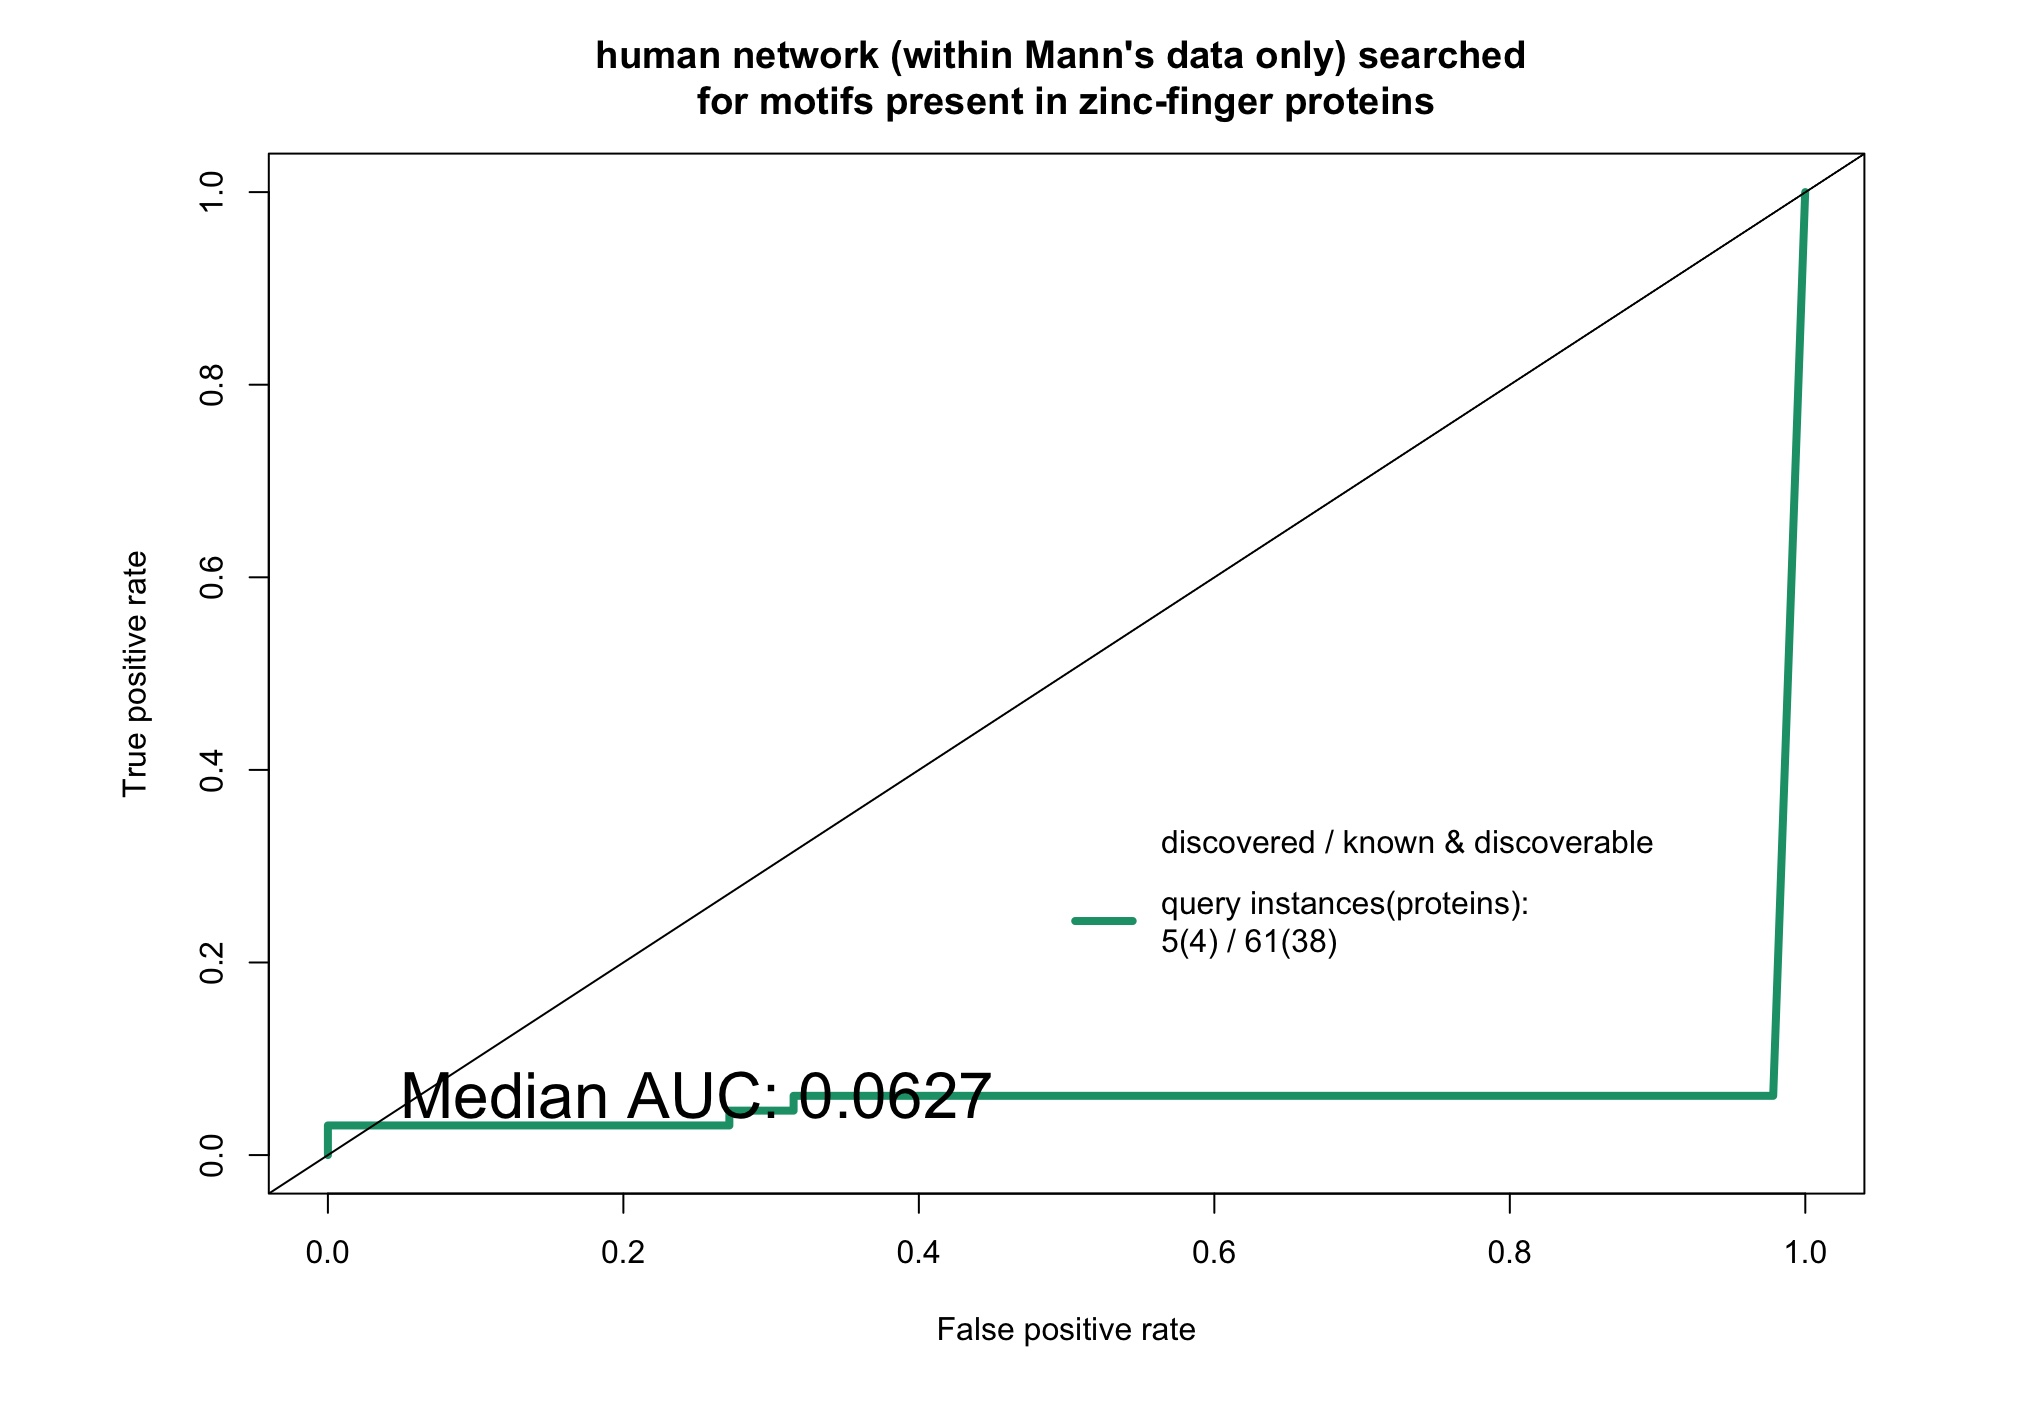 human network (within Mann's data only) searched
for motifs present in zinc-finger proteins
True positive rate
1.0
0.8
0.6
0.4
0.2
0.0
discovered / known & discoverable
query instances(proteins):
5(4) / 61(38)
Median AUC: 0.0627
0.0
0.2
0.4
0.6
0.8
1.0
False positive rate